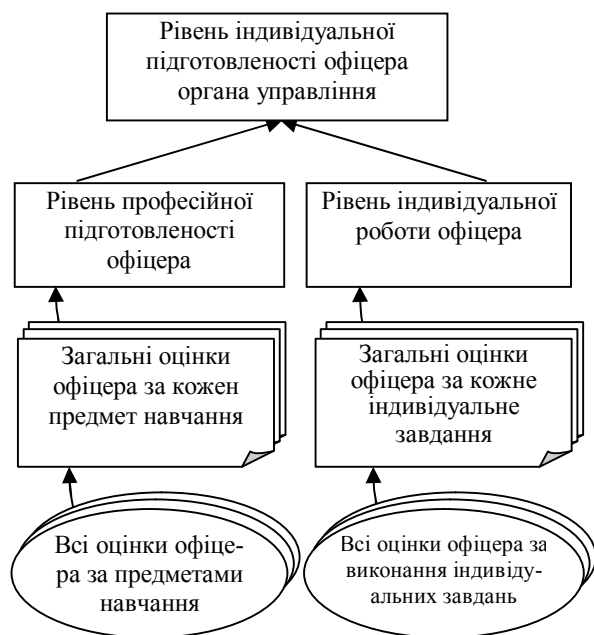 Рівень індивідуальної
підготовленості офіцера
органа управління
Рівень професійної
підготовленості
офіцера
Рівень індивідуальної
роботи офіцера
Загальні оцінки
офіцера за кожен
предмет навчання
Загальні оцінки
офіцера за кожне
індивідуальне
завдання
Всі оцінки офіце-
ра за предметами
навчання
Всі оцінки офіцера за
виконання індивіду-
альних завдань